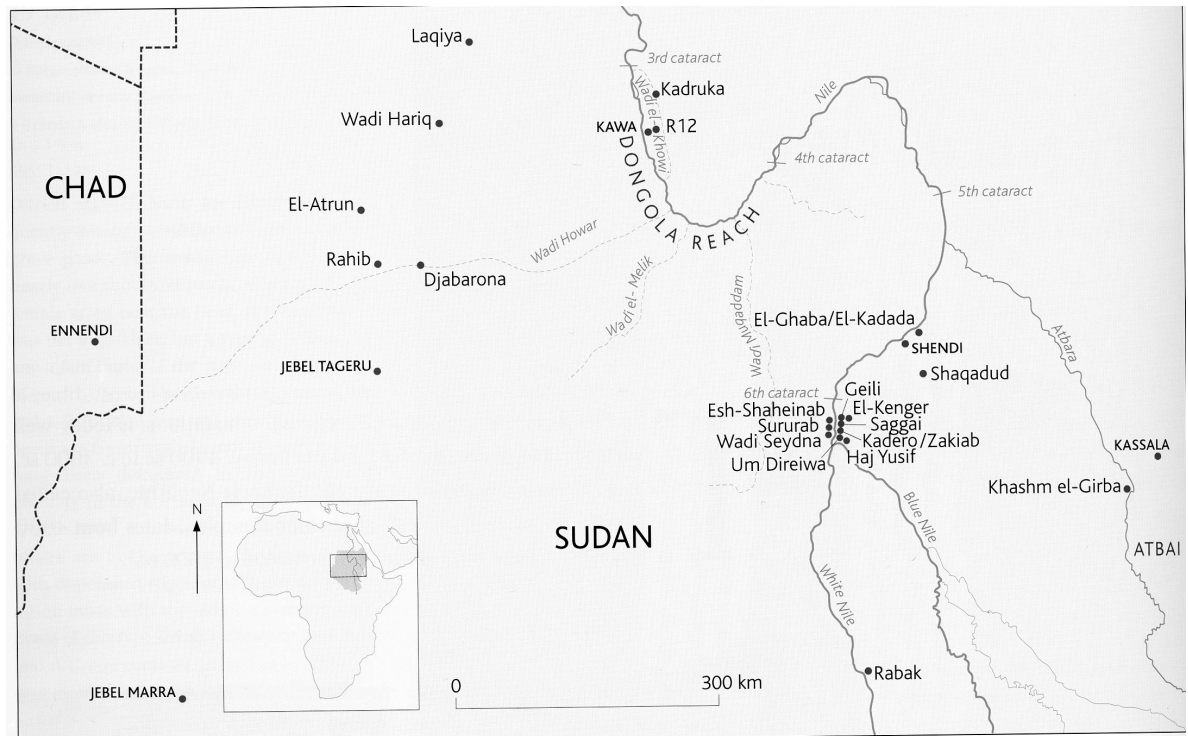 Laqiya
3rd cataract
Wadi el-Khowi
Kadruka
Nile
Wadi Hariq
KAWA
R12
4th cataract
CHAD
5th cataract
El-Atrun
DONGOLA REACH
Wadi Howar
Rahib
Djabarona
Wadi el-Melik
Wadi Muqaddam
El-Ghaba/El-Kadada
Atbara
ENNENDI
SHENDI
JEBEL TAGERU
Shaqadud
6th cataract
Geili
Esh-Shaheinab
El-Kenger
Sururab
Saggai
Wadi Seydna
Kadero/Zakiab
KASSALA
Um Direiwa
Haj Yusif
Khashm el-Girba
N
Blue Nile
SUDAN
ATBAI
White Nile
Rabak
JEBEL MARRA
0
300 km